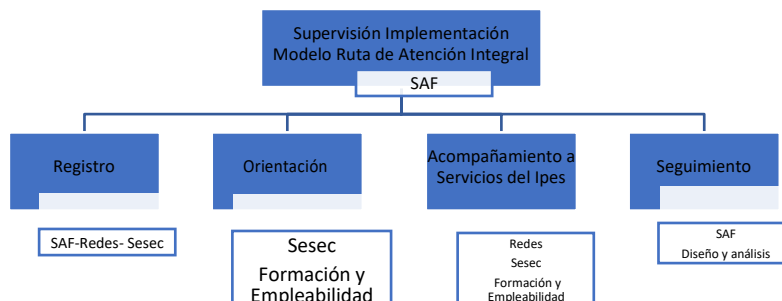 Supervisión Implementación
Modelo Ruta de Atención Integral
SAF
Registro
Orientación
Acompañamiento a
Servicios del Ipes
Seguimiento
SAF-Redes- Sesec
Sesec
Formación y
Empleabilidad
Redes
Sesec
Formación y
Empleabilidad
SAF
Diseño y análisis